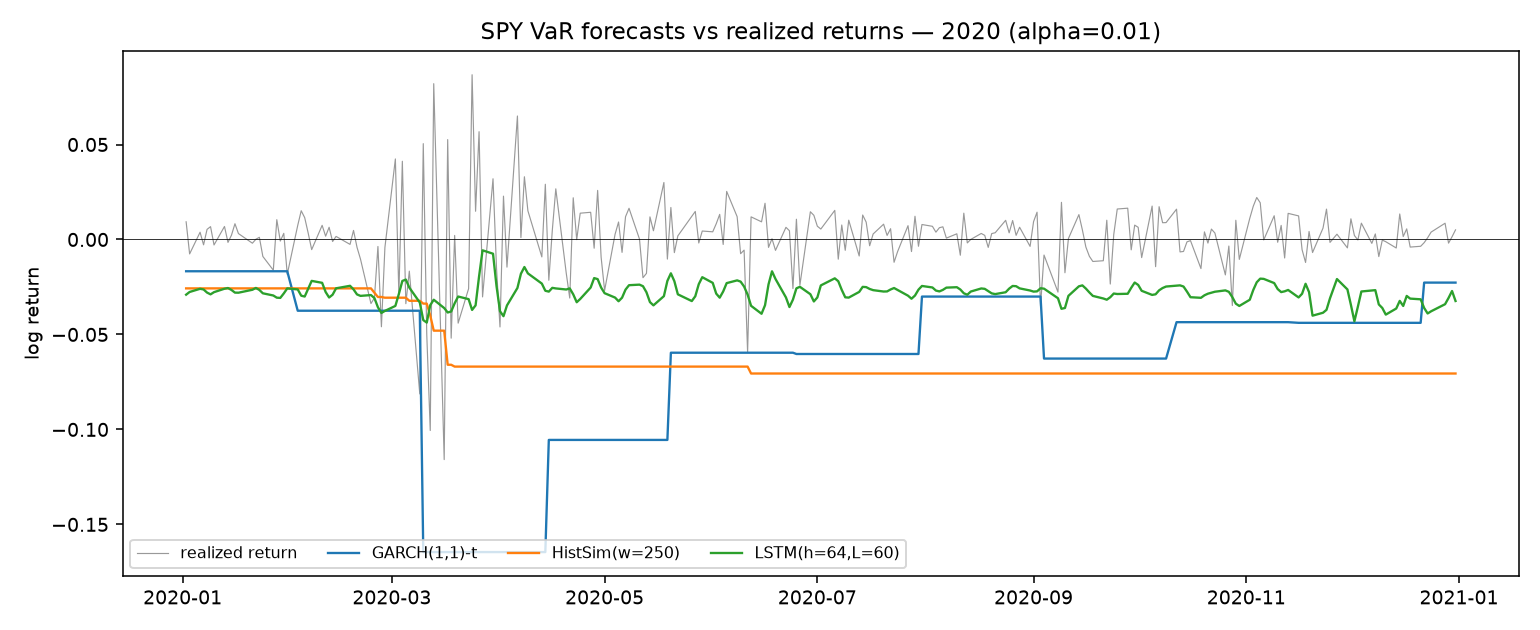 SPY VaR forecasts vs realized returns — 2020 (alpha=0.01)
log return
0.05
0.00
−0.05
−0.10
−0.15
realized return GARCH(1,1)-t HistSim(w=250) LSTM(h=64,L=60)
2020-01 2020-03 2020-05 2020-07 2020-09 2020-11 2021-01